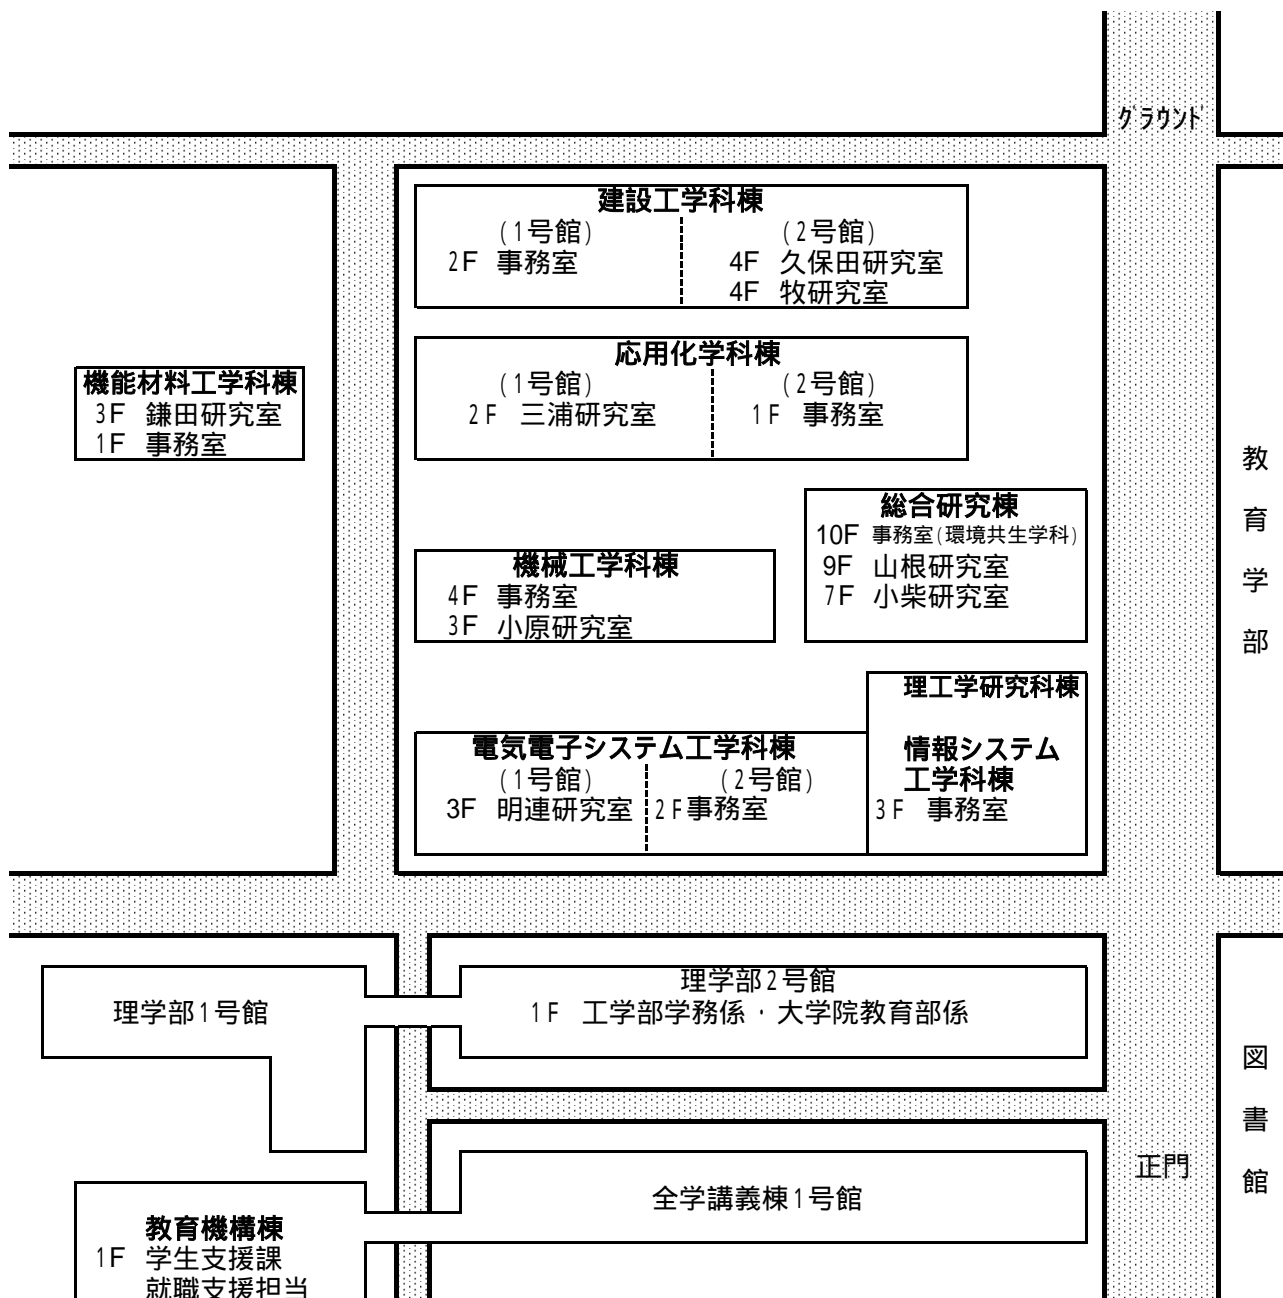 グラウンド
建設工学科棟
(1号館) (2号館)
2F 事務室 4F 久保田研究室
4F 牧研究室
応用化学科棟
(1号館) (2号館)
2F 三浦研究室 1F 事務室
機能材料工学科棟
3F 鎌田研究室
1F 事務室
総合研究棟
10F 事務室(環境共生学科)
9F 山根研究室
7F 小柴研究室
機械工学科棟
4F 事務室
3F 小原研究室
理工学研究科棟
情報システム
工学科棟
3F 事務室
電気電子システム工学科棟
(1号館) (2号館)
3F 明連研究室 2F事務室
教育学部
理学部1号館
理学部2号館
1F 工学部学務係・大学院教育部係
図書館
正門
全学講義棟1号館
教育機構棟
1F 学生支援課
就職支援担当